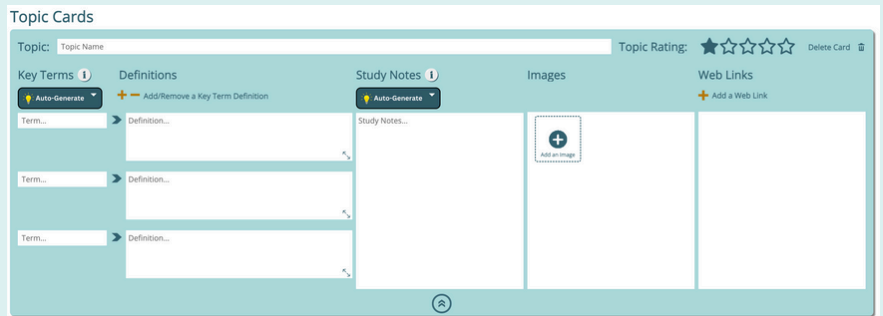 Topic Cards
Topic: Topic Name Topic Rating: Delete Card
Key Terms i Definitions Study Notes i Images Web Links
Auto-Generate Add/Remove a Key Term Definition Auto-Generate Add a Web Link
Term... Definition... Study Notes...
Add an Image
Term... Definition...
Term... Definition...